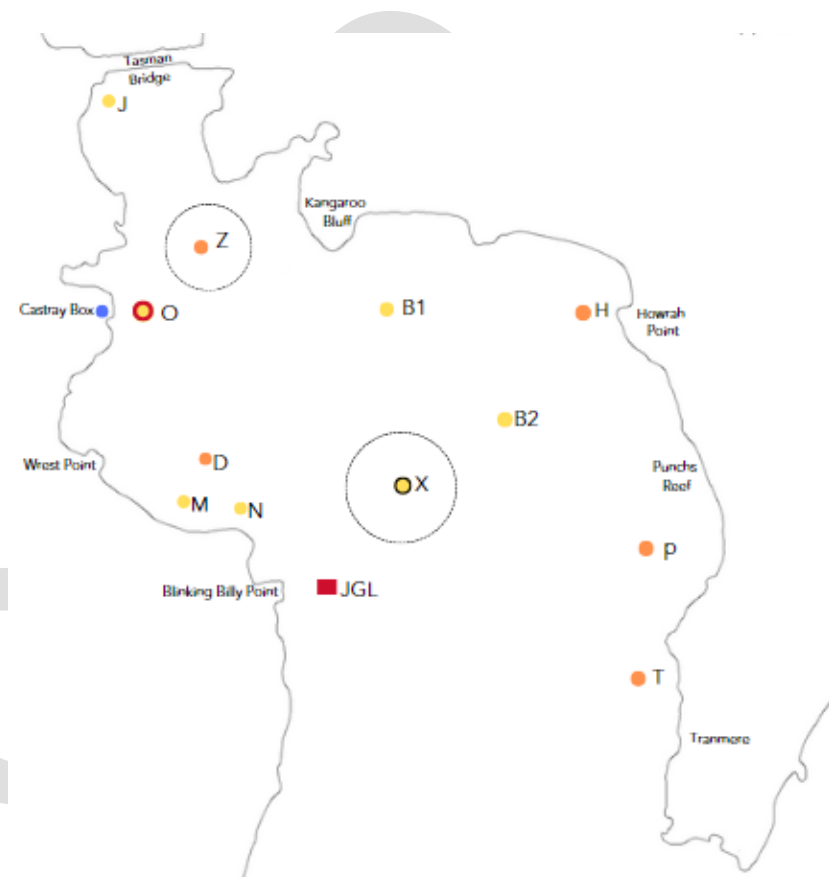 Tasman
Bridge
J
Kangaroo
Bluff
Z
Castray Box
O
B1
H
Howrah
Point
B2
Wrest Point
D
X
Punchs
Reef
M
N
P
Blinking Billy Point
JGL
T
Tranmere